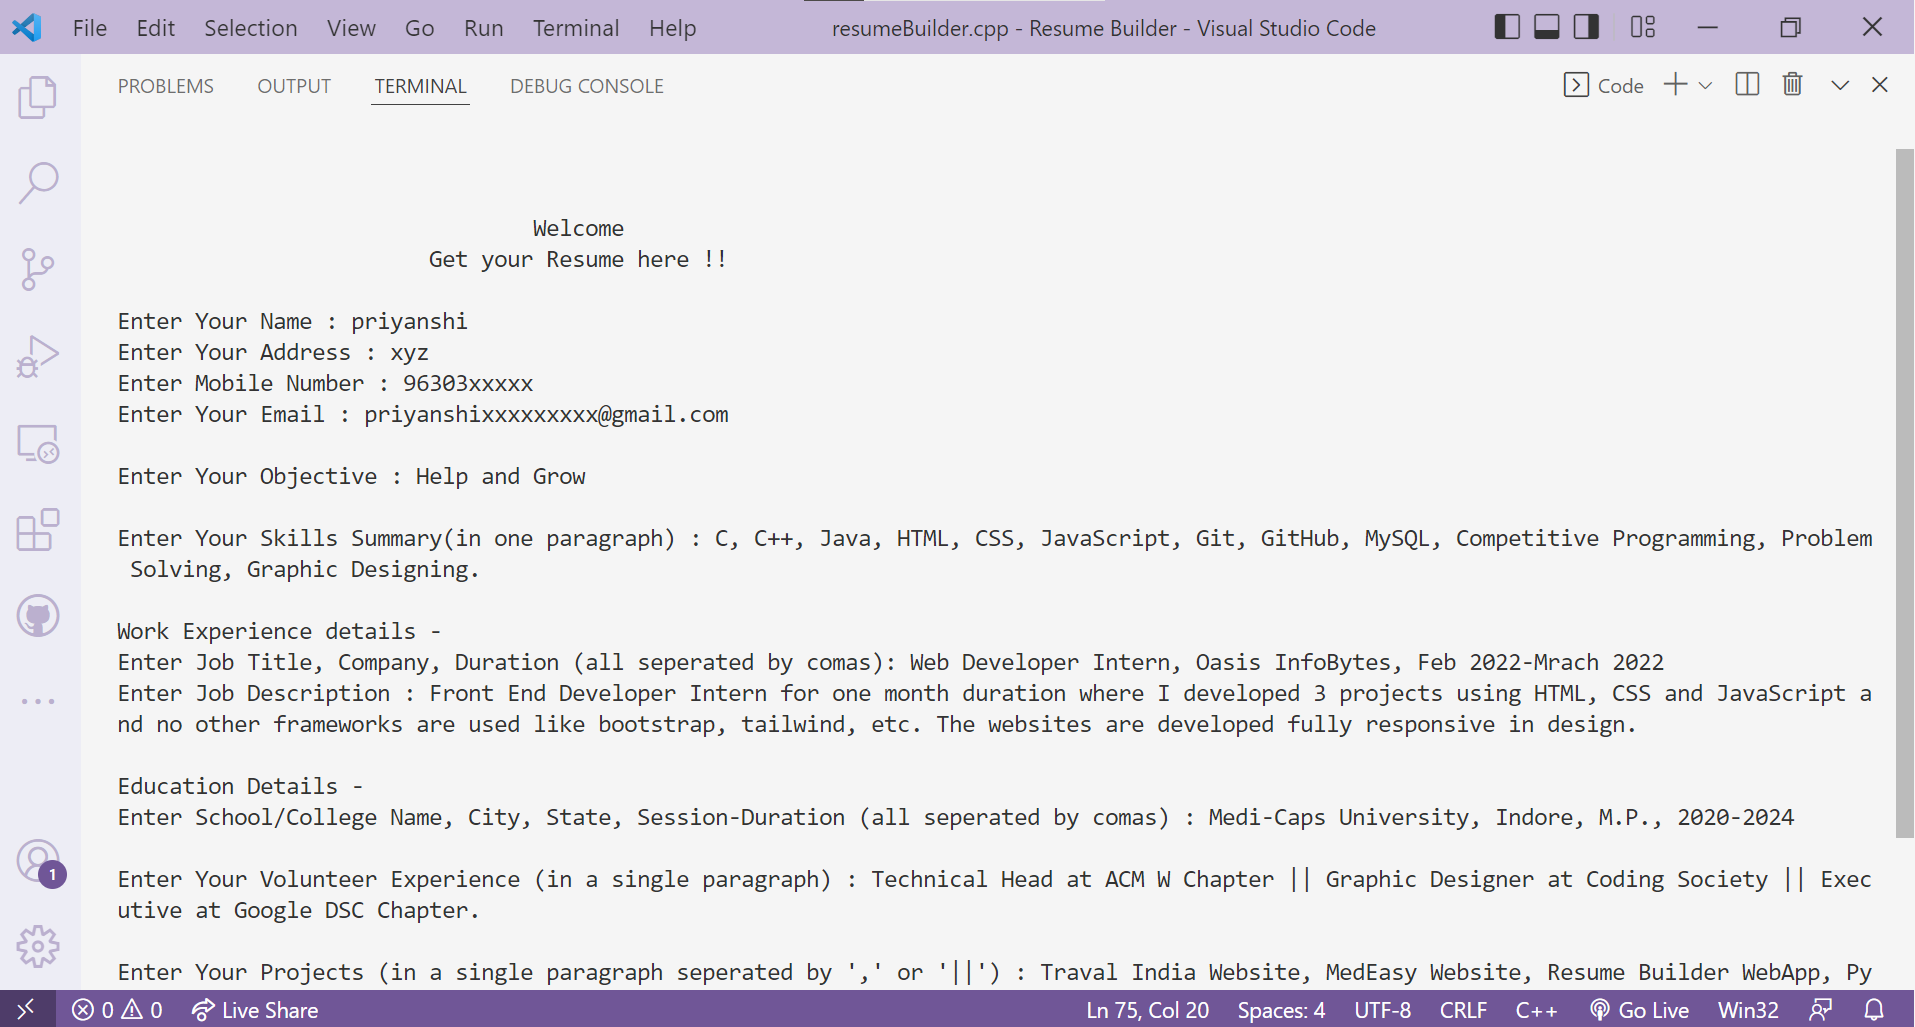 File Edit Selection View Go Run Terminal Help resumeBuilder.cpp - Resume Builder - Visual Studio Code
PROBLEMS OUTPUT TERMINAL DEBUG CONSOLE Code
Welcome
Get your Resume here !!
Enter Your Name : priyanshi
Enter Your Address : xyz
Enter Mobile Number : 96303xxxxx
Enter Your Email : priyanshixxxxxxxxx@gmail.com
Enter Your Objective : Help and Grow
Enter Your Skills Summary(in one paragraph) : C, C++, Java, HTML, CSS, JavaScript, Git, GitHub, MySQL, Competitive Programming, Problem
Solving, Graphic Designing.
Work Experience details -
Enter Job Title, Company, Duration (all seperated by comas): Web Developer Intern, Oasis InfoBytes, Feb 2022-Mrach 2022
Enter Job Description : Front End Developer Intern for one month duration where I developed 3 projects using HTML, CSS and JavaScript a
nd no other frameworks are used like bootstrap, tailwind, etc. The websites are developed fully responsive in design.
Education Details -
Enter School/College Name, City, State, Session-Duration (all seperated by comas) : Medi-Caps University, Indore, M.P., 2020-2024
Enter Your Volunteer Experience (in a single paragraph) : Technical Head at ACM W Chapter || Graphic Designer at Coding Society || Exec
utive at Google DSC Chapter.
Enter Your Projects (in a single paragraph seperated by ',' or '||') : Traval India Website, MedEasy Website, Resume Builder WebApp, Py
1
0 0 Live Share Ln 75, Col 20 Spaces: 4 UTF-8 CRLF C++ Go Live Win32